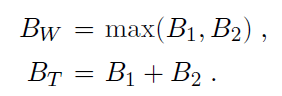 B_W = max(B_1, B_2) ,
B_T = B_1 + B_2 .